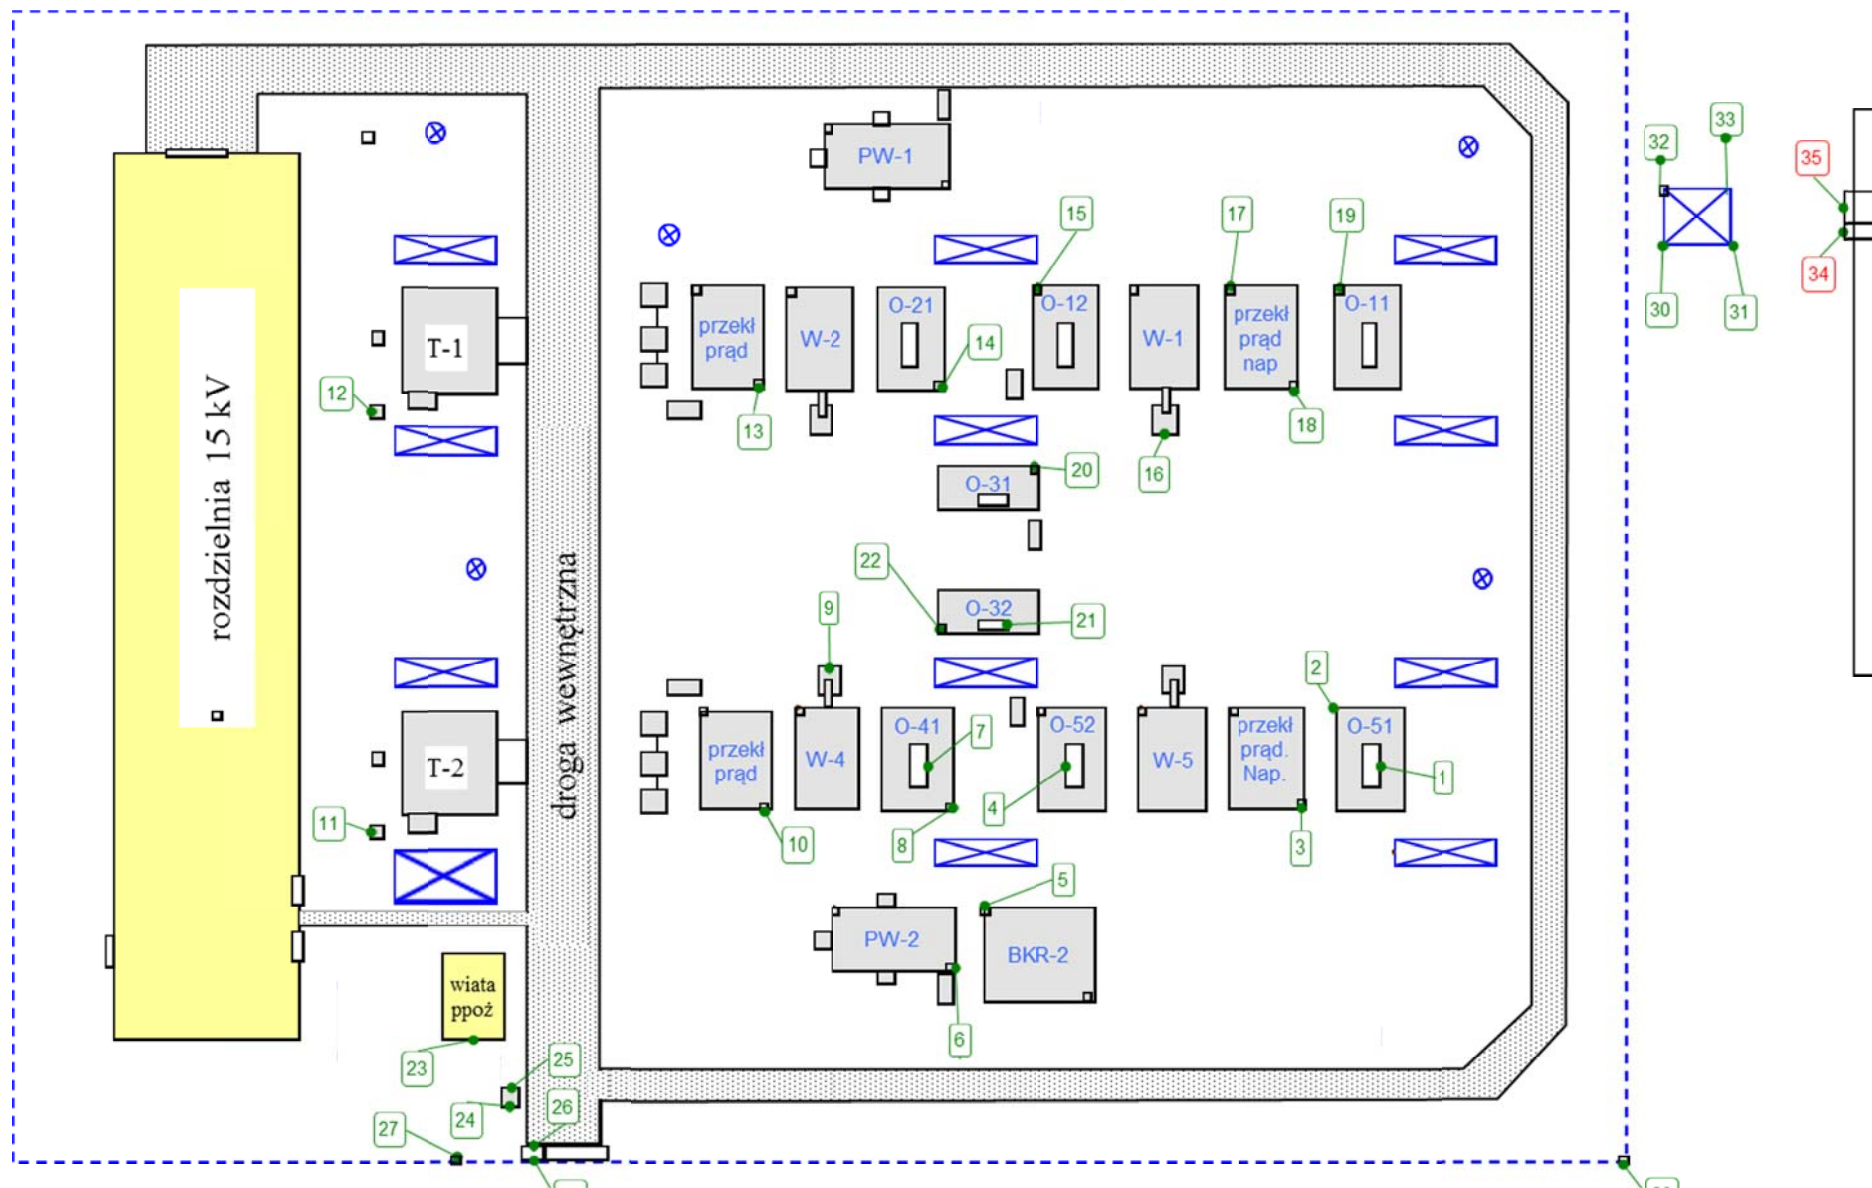 PW-1
33
32
35
15
17
19
34
30
31
przekł
prąd
W-2
O-21
O-12
W-1
przekł
prąd
nap
O-11
T-1
14
12
13
18
16
O-31
20
rozdzielnia 15 kV
droga wewnętrzna
22
O-32
21
9
2
przekł
prąd
W-4
O-41
7
O-52
W-5
przekł
prąd.
Nap.
O-51
1
T-2
4
11
10
8
3
5
PW-2
BKR-2
wiata
ppoż
6
23
25
24
26
27